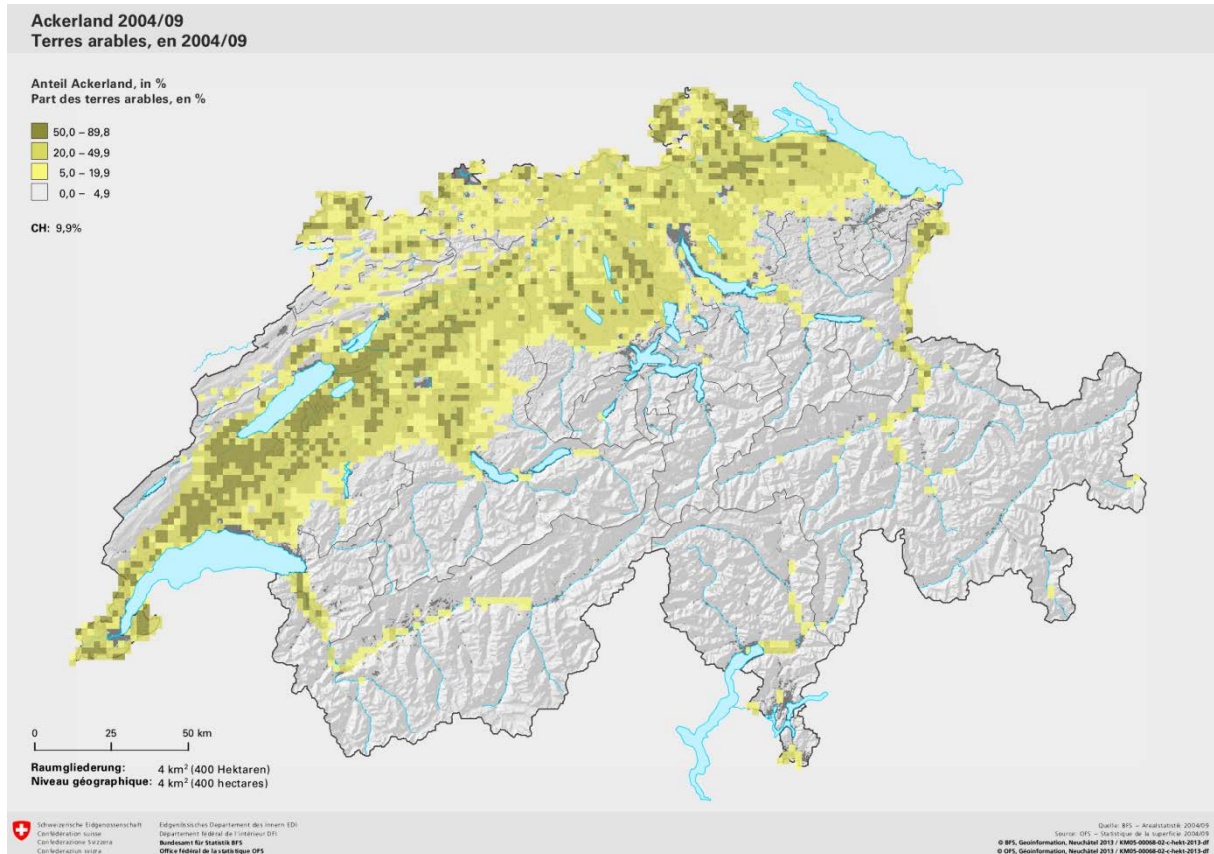 Ackerland 2004/09
Terres arables, en 2004/09
Anteil Ackerland, in %
Part des terres arables, en %
50,0 – 89,8
20,0 – 49,9
5,0 – 19,9
0,0 – 4,9
CH: 9,9%
0 25 50 km
Raumgliederung: 4 km² (400 Hektaren)
Niveau géographique: 4 km² (400 hectares)
Schweizerische Eidgenossenschaft
Confédération suisse
Confederazione Svizzera
Confederaziun svizra
Eidgenössisches Departement des Innern EDI
Département fédéral de l'intérieur DFI
Bundesamt für Statistik BFS
Office fédéral de la statistique OFS
Quelle: BFS – Arealstatistik 2004/09
Source: OFS – Statistique de la superficie 2004/09
© BFS, Geoinformation, Neuchâtel 2013 / KM05-00068-02-c-hekt-2013-df
© OFS, Géoinformation, Neuchâtel 2013 / KM05-00068-02-c-hekt-2013-df